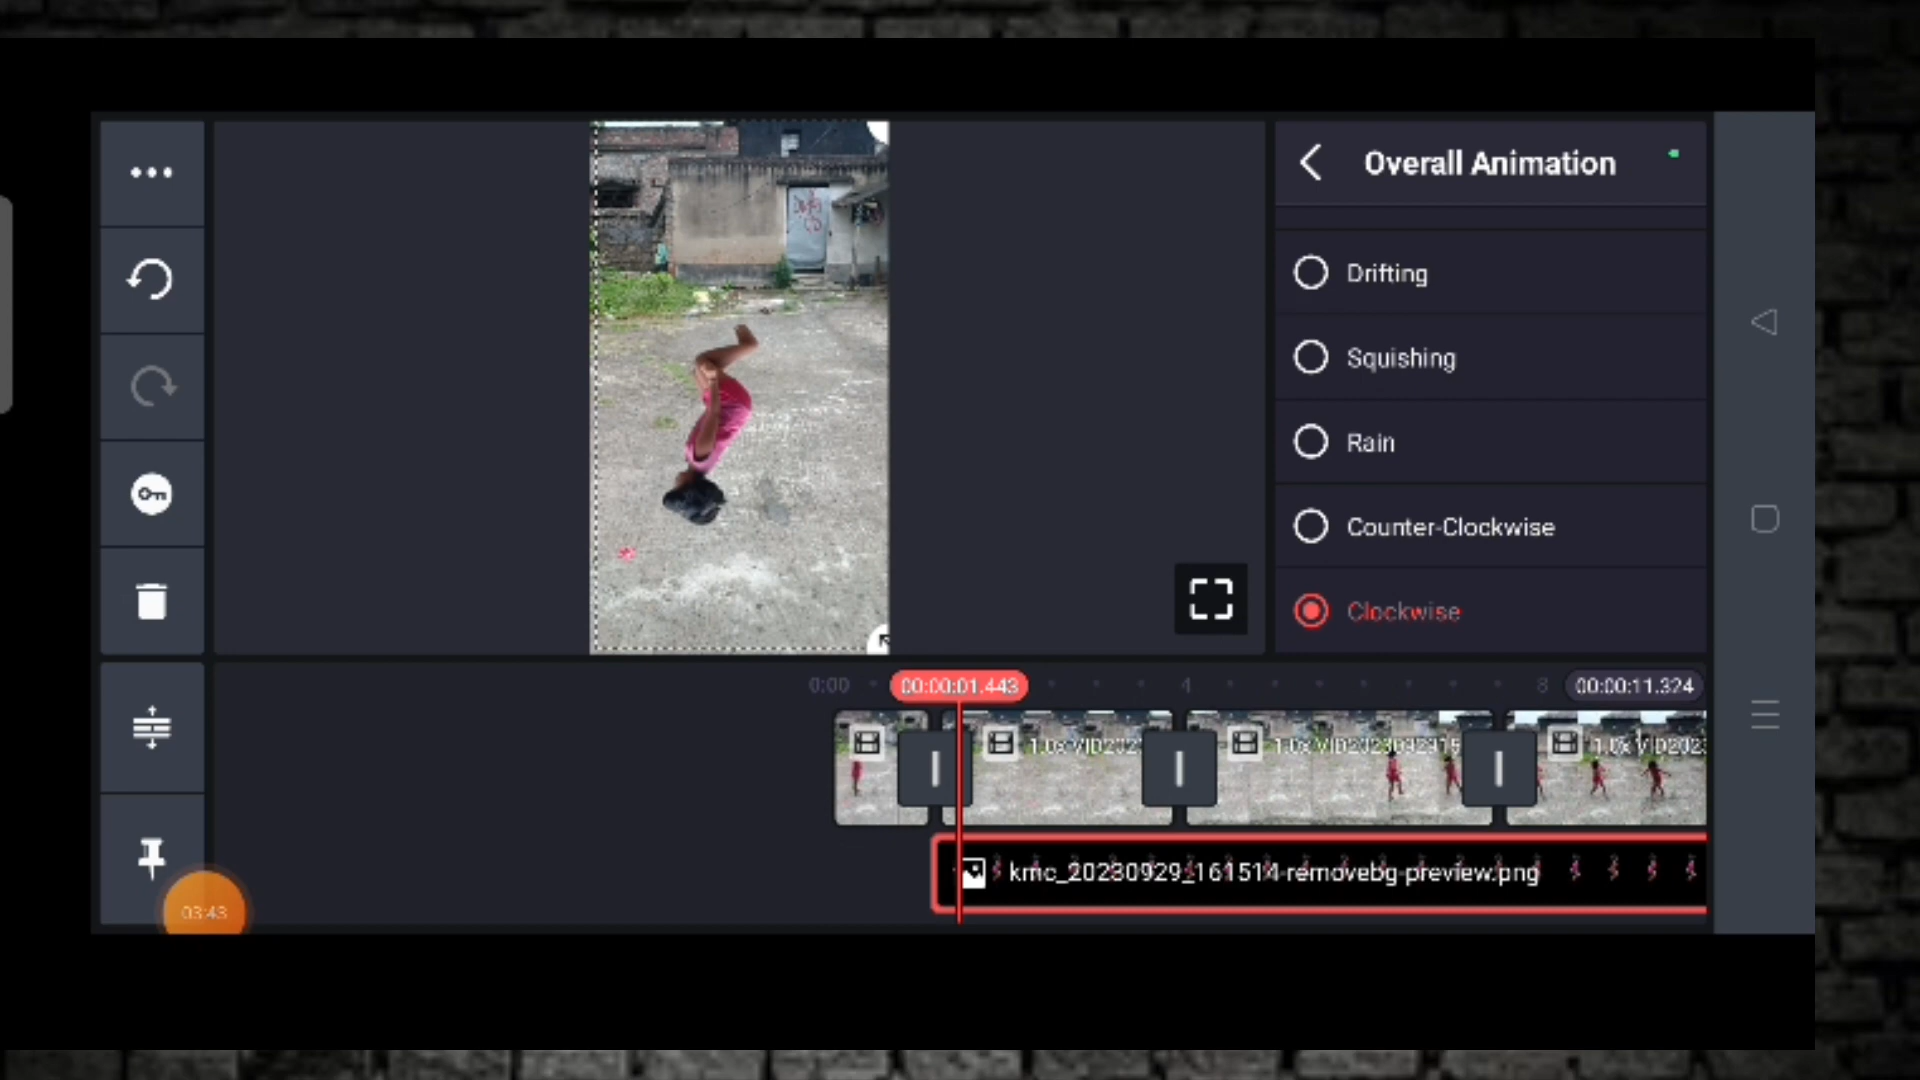 Overall Animation
Drifting
Squishing
Rain
Counter-Clockwise
Clockwise
0:00
00:00:01.443
4
8
00:00:11.324
1.0x VID202
1.0x VID2023092915
1.0x VID202
kmc_20230929_161514-removebg-preview.png
03:43